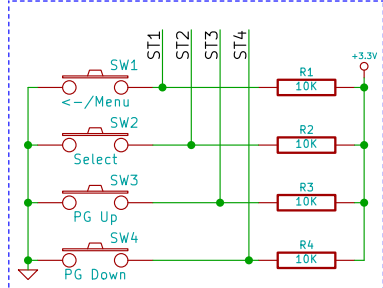 ST1
ST2
ST3
ST4
+3.3V
SW1
<-/Menu
R1
10K
SW2
Select
R2
10K
SW3
PG Up
R3
10K
SW4
PG Down
R4
10K